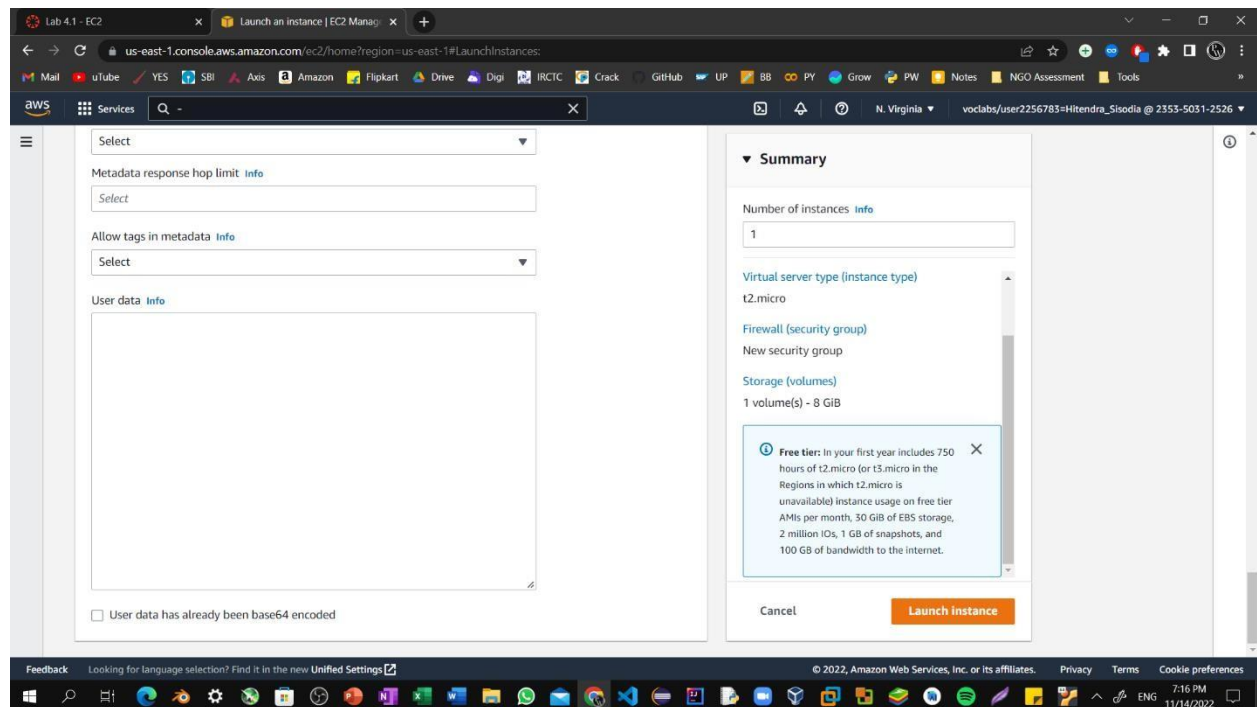 Lab 4.1 - EC2
Launch an instance | EC2 Manag
us-east-1.console.aws.amazon.com/ec2/home?region=us-east-1#LaunchInstances:
Mail uTube YES SBI Axis Amazon Flipkart Drive Digi IRCTC Crack GitHub UP BB PY Grow PW Notes NGO Assessment Tools »
aws Services - N. Virginia ▼ voclabs/user2256783=Hitendra_Sisodia @ 2353-5031-2526 ▼
Select
Metadata response hop limit Info
Select
Allow tags in metadata Info
Select
User data Info
User data has already been base64 encoded
Summary
Number of instances Info
1
Virtual server type (instance type)
t2.micro
Firewall (security group)
New security group
Storage (volumes)
1 volume(s) - 8 GiB
Free tier: In your first year includes 750
hours of t2.micro (or t3.micro in the
Regions in which t2.micro is
unavailable) instance usage on free tier
AMIs per month, 30 GiB of EBS storage,
2 million IOs, 1 GB of snapshots, and
100 GB of bandwidth to the internet.
Cancel Launch instance
Feedback Looking for language selection? Find it in the new Unified Settings © 2022, Amazon Web Services, Inc. or its affiliates. Privacy Terms Cookie preferences
ENG 7:16 PM
11/14/2022